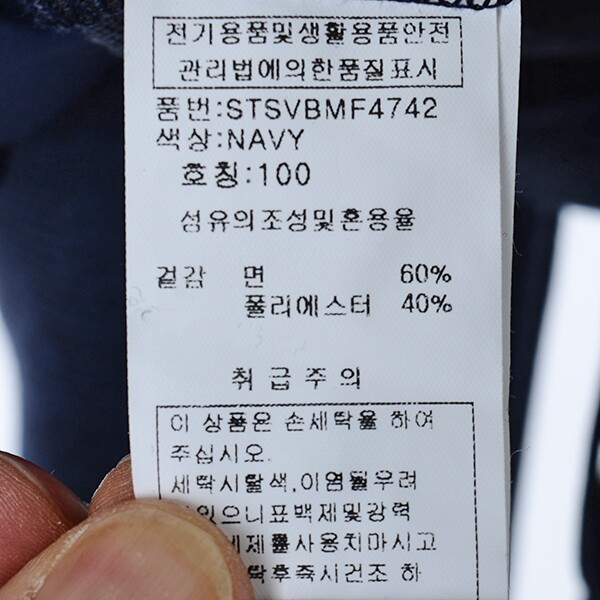 전기용품및생활용품안전
관리법에의한품질표시
품번:STSVBMF4742
색상:NAVY
호칭:100
섬유의조성및혼용율
겉감 면 60%
폴리에스터 40%
취급주의
이 상품은 손세탁을 하여
주십시오.
세탁시탈색,이염될우려
있으니표백제및강력
세제를사용치마시고
탁후즉시건조 하